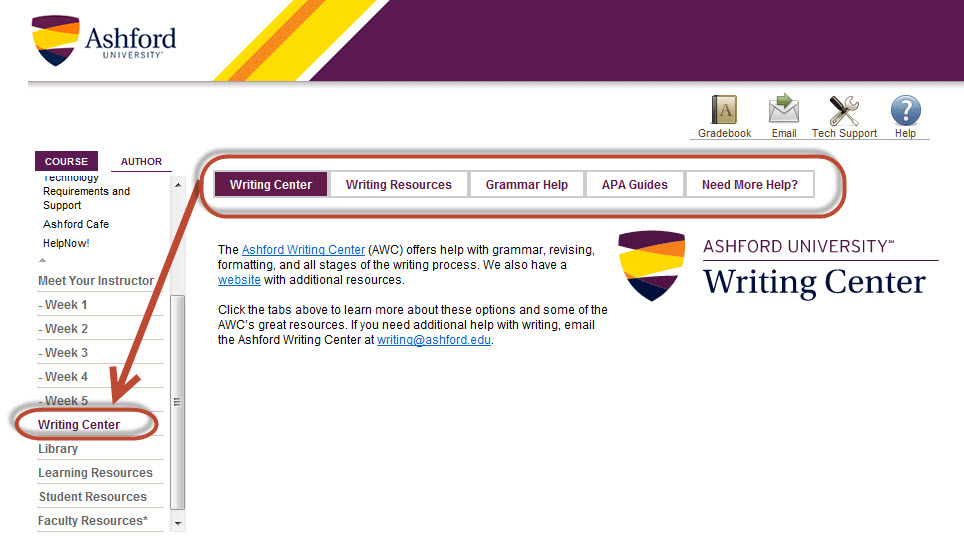 Ashford
UNIVERSITY®
Gradebook Email Tech Support Help
COURSE AUTHOR
Writing Center Writing Resources Grammar Help APA Guides Need More Help?
Technology
Requirements and
Support
Ashford Cafe
HelpNow!
Meet Your Instructor
- Week 1
- Week 2
- Week 3
- Week 4
- Week 5
Writing Center
Library
Learning Resources
Student Resources
Faculty Resources*
The Ashford Writing Center (AWC) offers help with grammar, revising,
formatting, and all stages of the writing process. We also have a
website with additional resources.
Click the tabs above to learn more about these options and some of the
AWC's great resources. If you need additional help with writing, email
the Ashford Writing Center at writing@ashford.edu.
ASHFORD UNIVERSITY℠
Writing Center